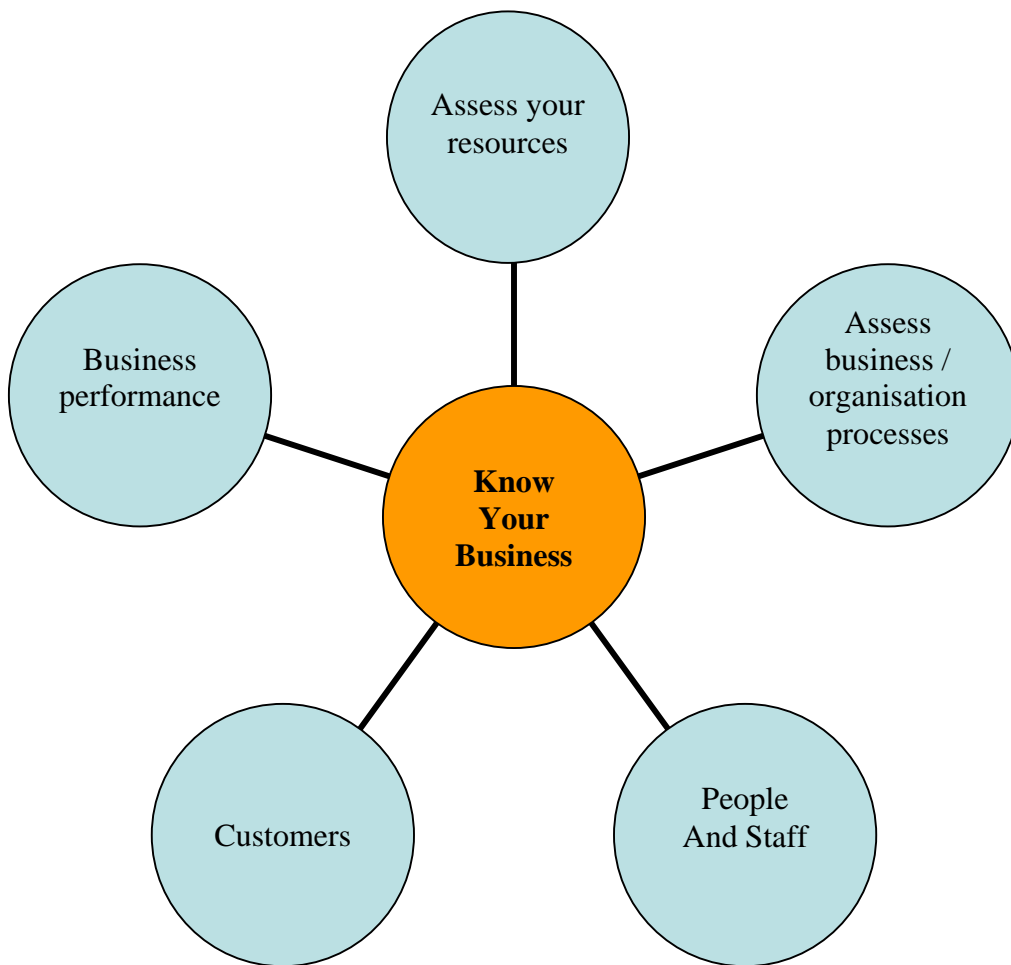 Assess your
resources
Business
performance
Assess
business /
organisation
processes
Know
Your
Business
Customers
People
And Staff